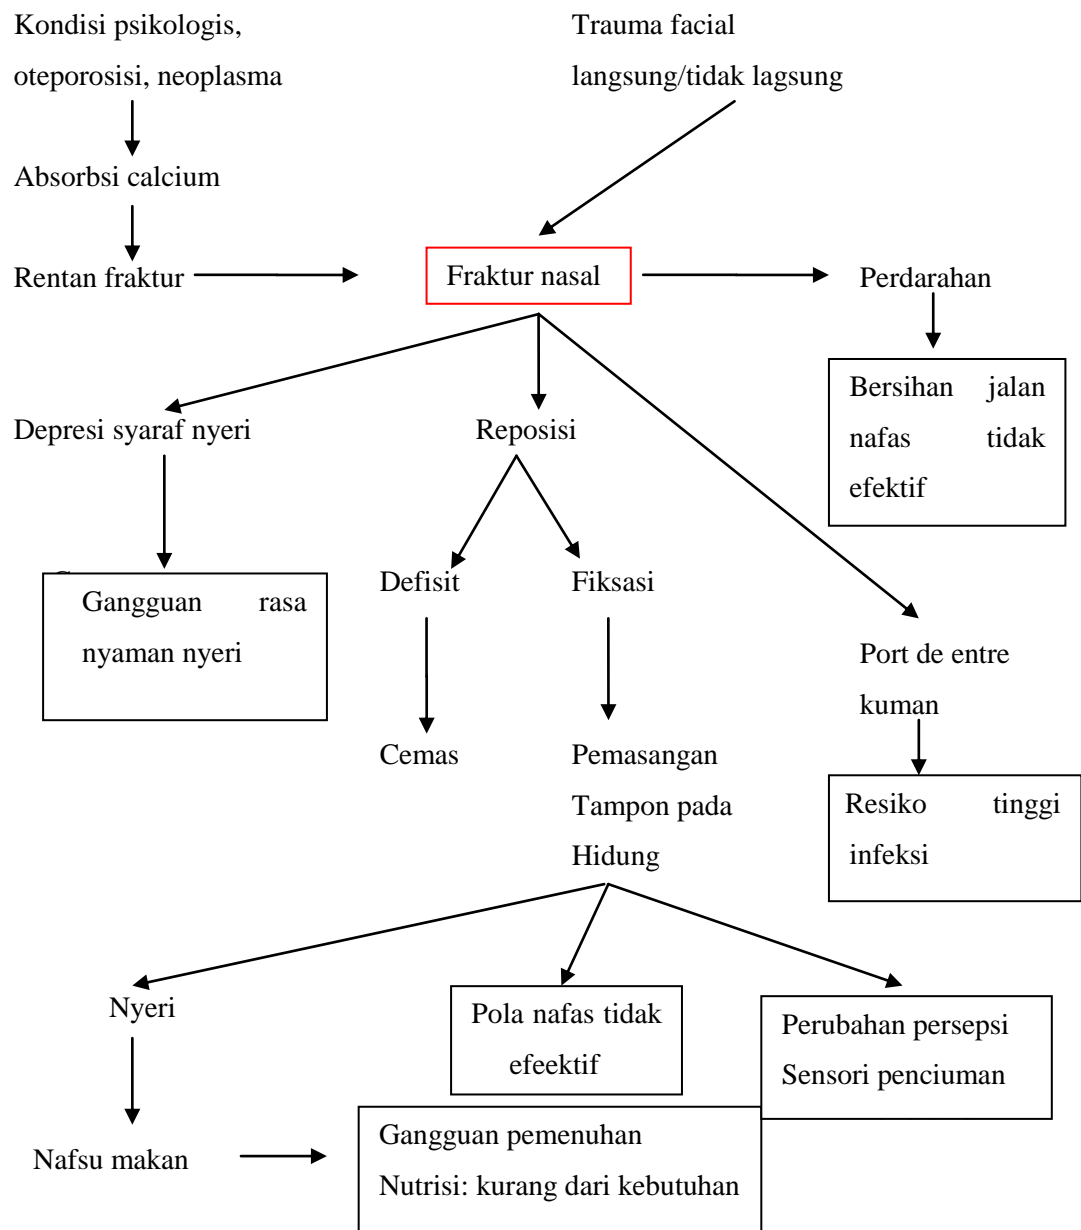 Kondisi psikologis,
oteporosisi, neoplasma
Trauma facial
langsung/tidak lagsung
Absorbsi calcium
Rentan fraktur
Fraktur nasal
Perdarahan
Bersihan jalan
nafas tidak
efektif
Depresi syaraf nyeri
Reposisi
Gangguan rasa
nyaman nyeri
Defisit
Fiksasi
Port de entre
kuman
Cemas
Pemasangan
Tampon pada
Hidung
Resiko tinggi
infeksi
Nyeri
Pola nafas tidak
efeektif
Perubahan persepsi
Sensori penciuman
Nafsu makan
Gangguan pemenuhan
Nutrisi: kurang dari kebutuhan